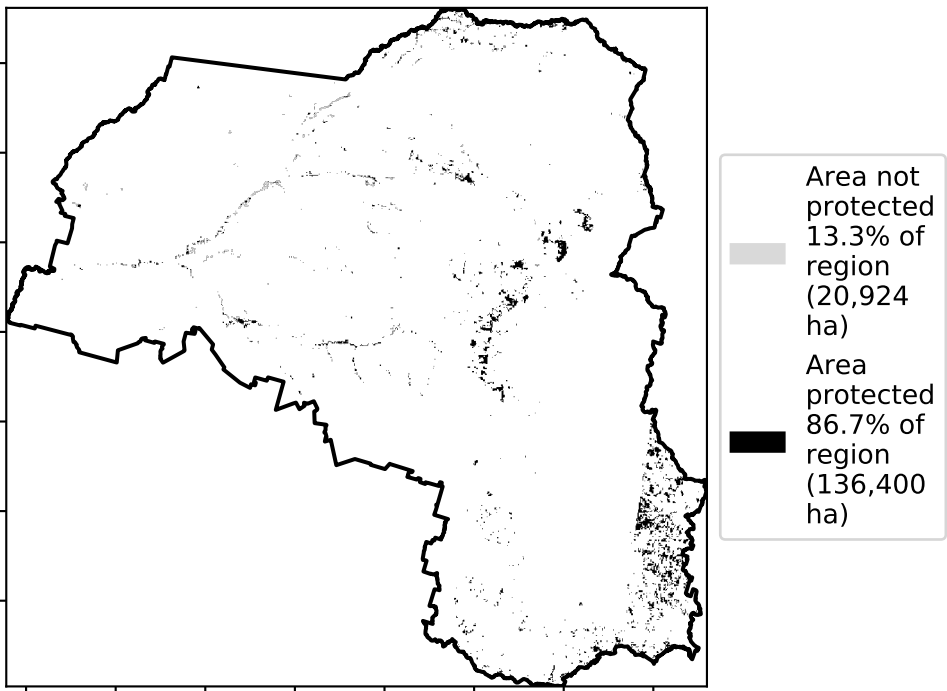 Area not
protected
13.3% of
region
(20,924
ha)
Area
protected
86.7% of
region
(136,400
ha)